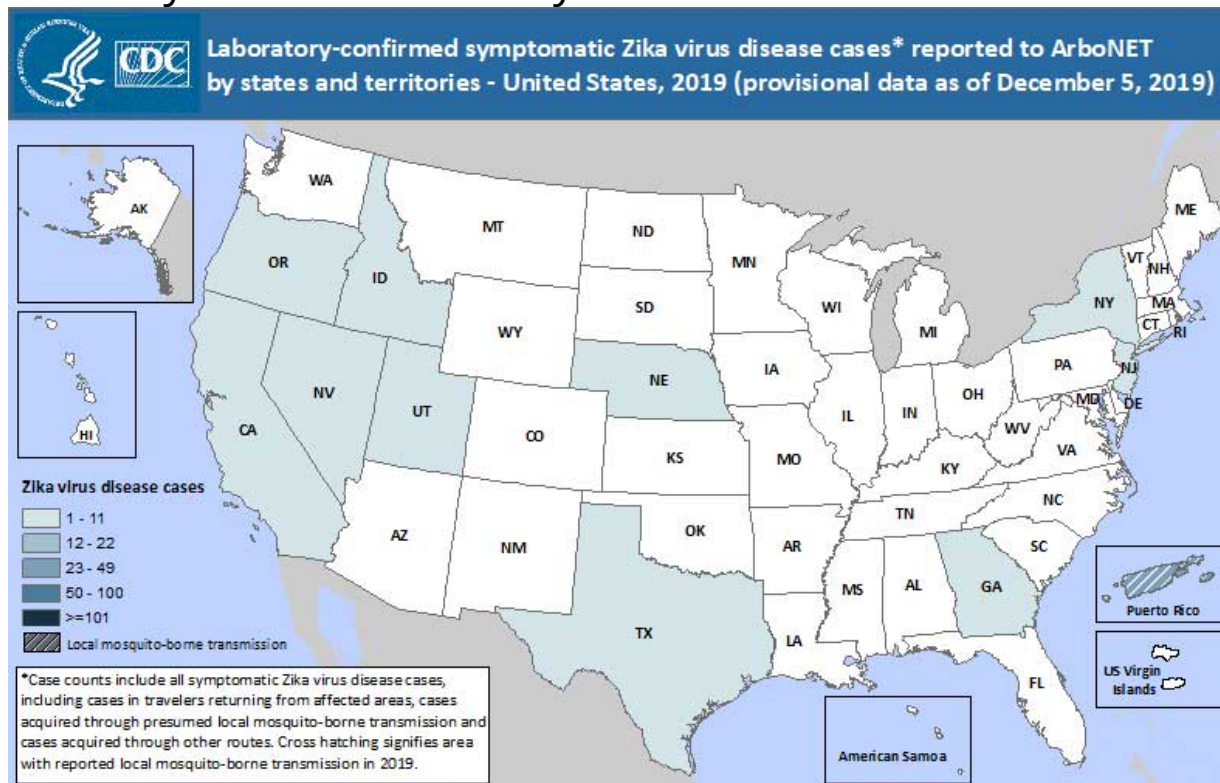 CDC
Laboratory-confirmed symptomatic Zika virus disease cases* reported to ArboNET
by states and territories - United States, 2019 (provisional data as of December 5, 2019)
AK
HI
WA
MT
ND
MN
ME
OR
ID
SD
WI
MI
VT
NH
NY
MA
CT
RI
WY
IA
PA
NJ
NE
NV
UT
IL
IN
OH
MD
DE
CA
CO
WV
VA
KS
MO
KY
NC
TN
AZ
NM
OK
AR
SC
MS
AL
GA
TX
LA
FL
Zika virus disease cases
1 - 11
12 - 22
23 - 49
50 - 100
>=101
Local mosquito-borne transmission
Puerto Rico
US Virgin
Islands
American Samoa
*Case counts include all symptomatic Zika virus disease cases,
including cases in travelers returning from affected areas, cases
acquired through presumed local mosquito-borne transmission and
cases acquired through other routes. Cross hatching signifies area
with reported local mosquito-borne transmission in 2019.